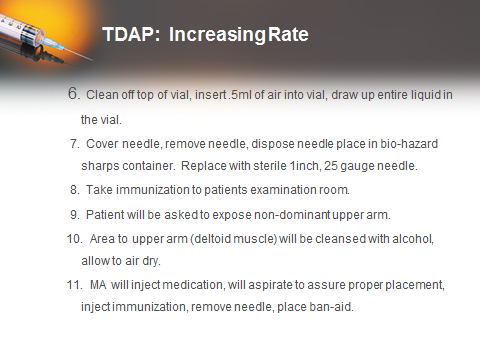 TDAP: Increasing Rate
6. Clean off top of vial, insert .5ml of air into vial, draw up entire liquid in
the vial.
7. Cover needle, remove needle, dispose needle place in bio-hazard
sharps container. Replace with sterile 1inch, 25 gauge needle.
8. Take immunization to patients examination room.
9. Patient will be asked to expose non-dominant upper arm.
10. Area to upper arm (deltoid muscle) will be cleansed with alcohol,
allow to air dry.
11. MA will inject medication, will aspirate to assure proper placement,
inject immunization, remove needle, place ban-aid.